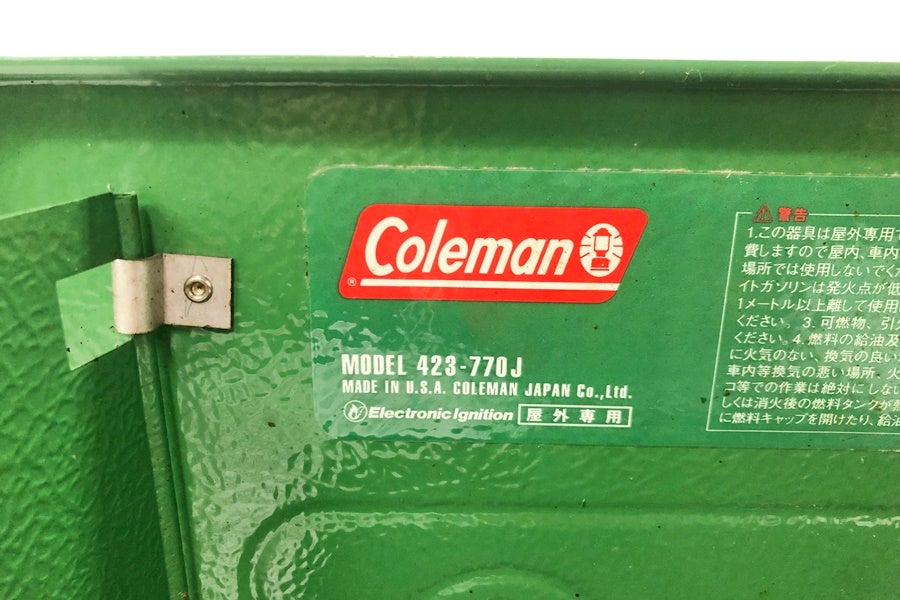 Coleman
®
MODEL 423-770J
MADE IN U.S.A. COLEMAN JAPAN Co.,Ltd.
Electronic Ignition 屋外専用
警告
1.この器具は屋外専用で
費しますので屋内、車内
場所では使用しないでくだ
イトガソリンは発火点が低
1メートル以上離して使用
ください。3. 可燃物、引火
ください。4. 燃料の給油及
に火気のない、換気の良い
車内等換気の悪い場所、火
コ等での作業は絶対にしない
しくは消火後の燃料タンクが熱
に燃料キャップを開けたり、給油